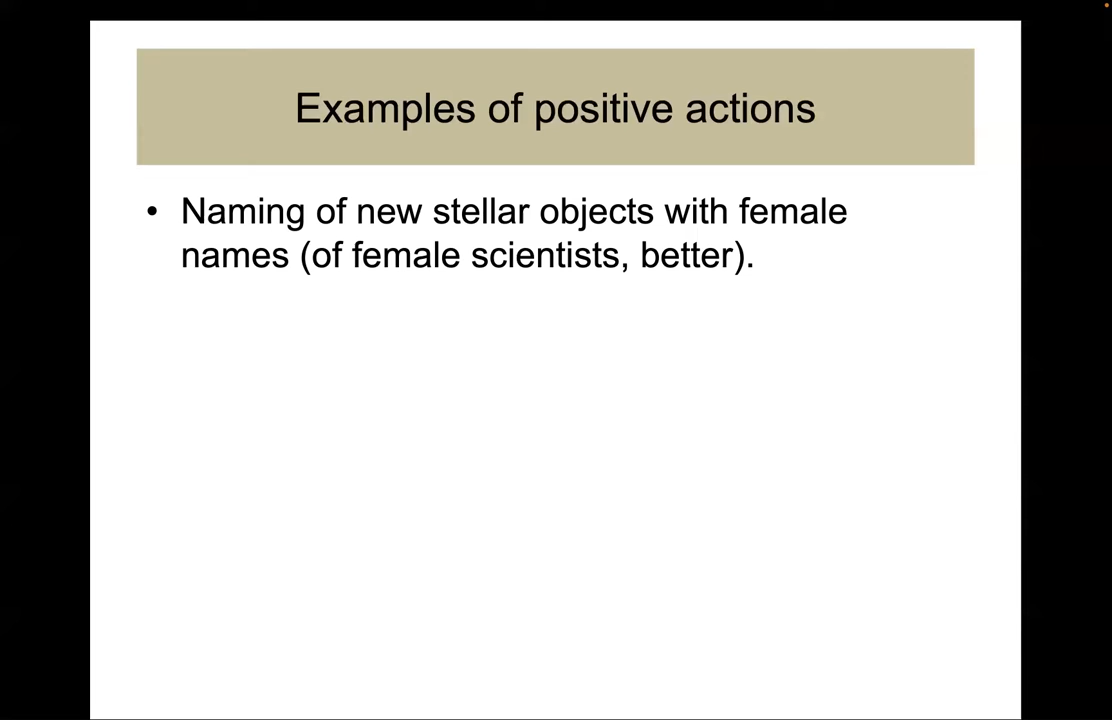 Examples of positive actions
• Naming of new stellar objects with female
names (of female scientists, better).